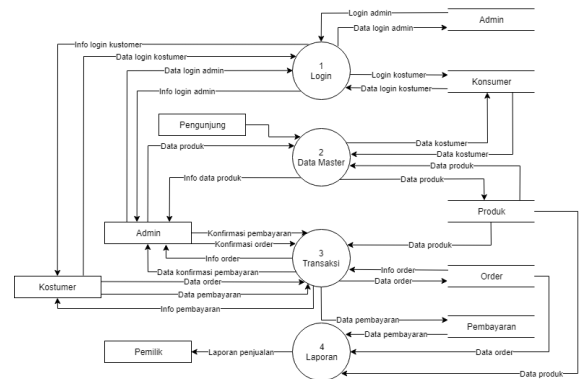 Login admin
Admin
Data login admin
Info login kustomer
Data login kostumer
1
Login
Data login admin
Login kostumer
Konsumer
Info login admin
Data login kostumer
Pengunjung
Data kostumer
Data produk
2
Data Master
Data kostumer
Data produk
Info data produk
Data produk
Produk
Admin
Konfirmasi pembayaran
Konfirmasi order
3
Transaksi
Data produk
Info order
Info order
Data konfirmasi pembayaran
Data order
Order
Kostumer
Data order
Data pembayaran
Info pembayaran
Data pembayaran
Pembayaran
Data pembayaran
4
Laporan
Pemilik
Laporan penjualan
Data order
Data produk